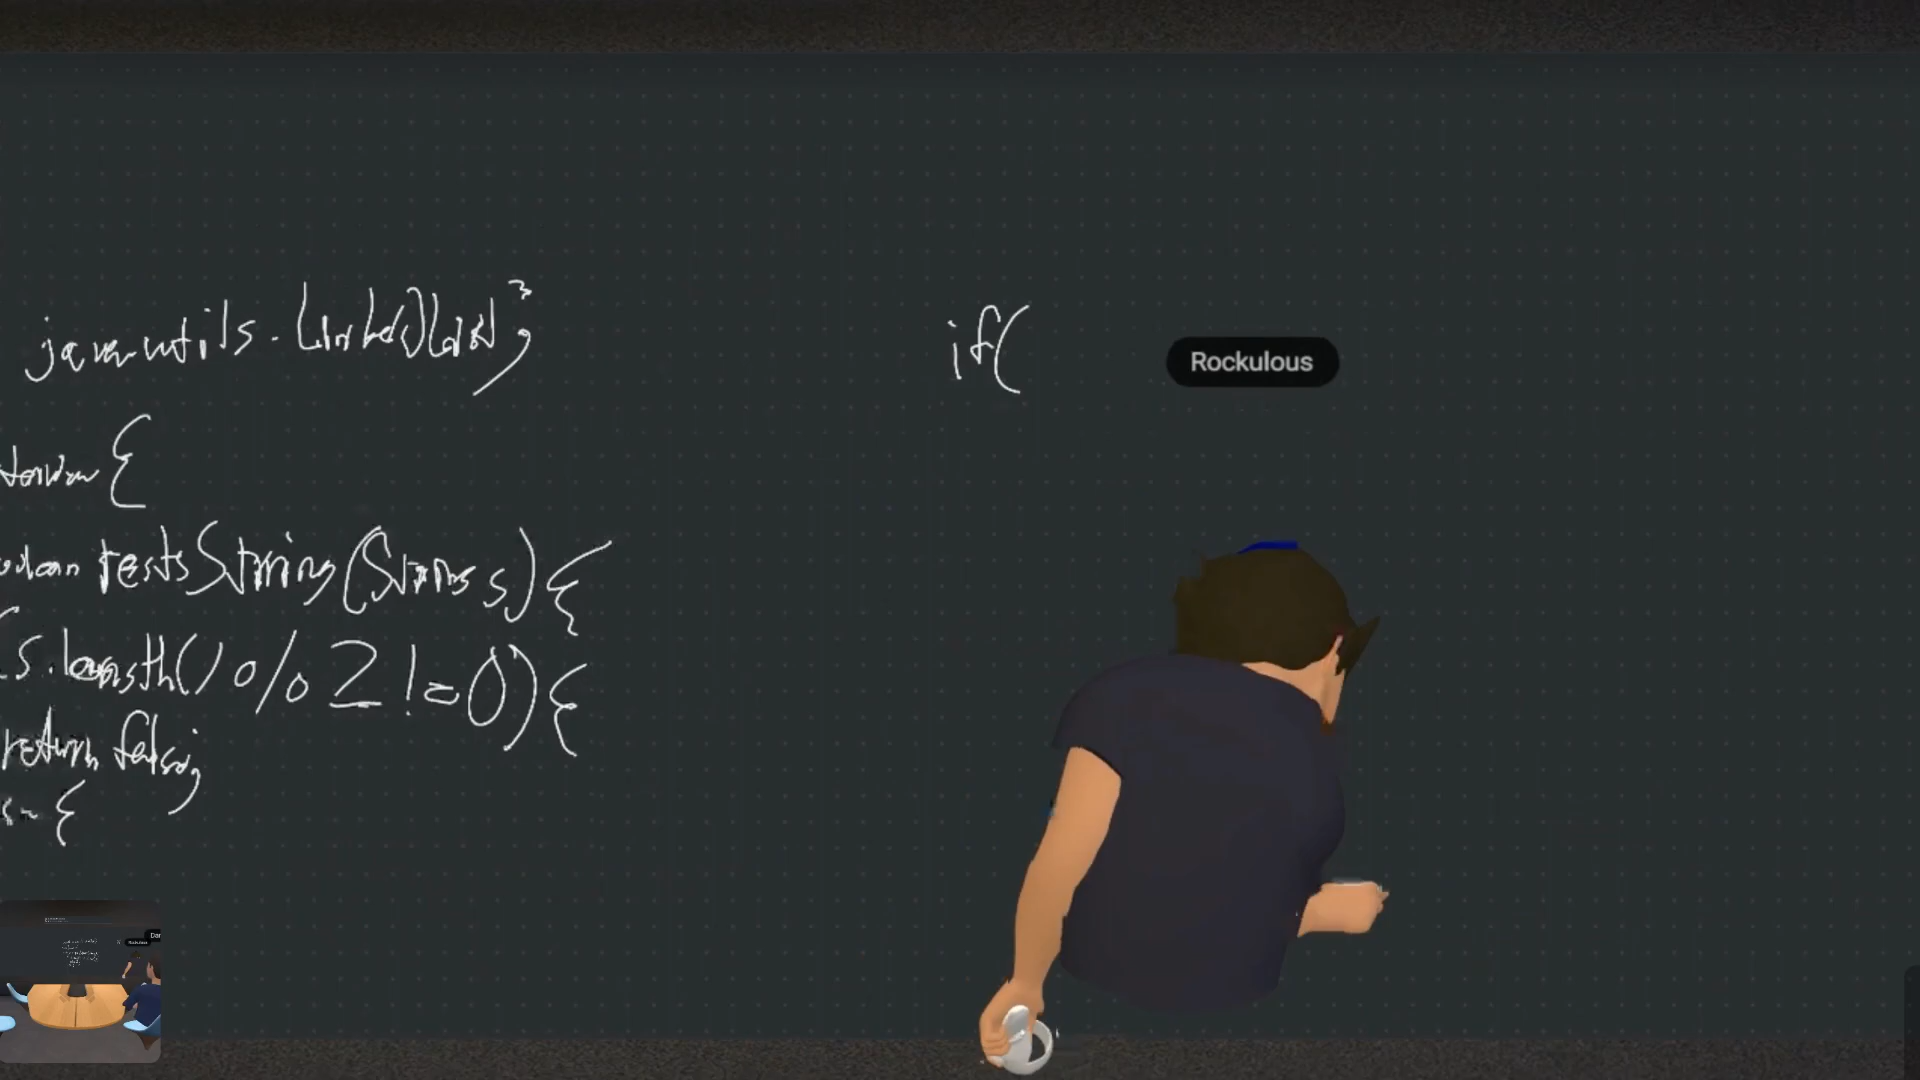 java.utils.LinkedList;
{
testsString(String s){
s.length()%2!=0){
return false;
{
if(
Rockulous